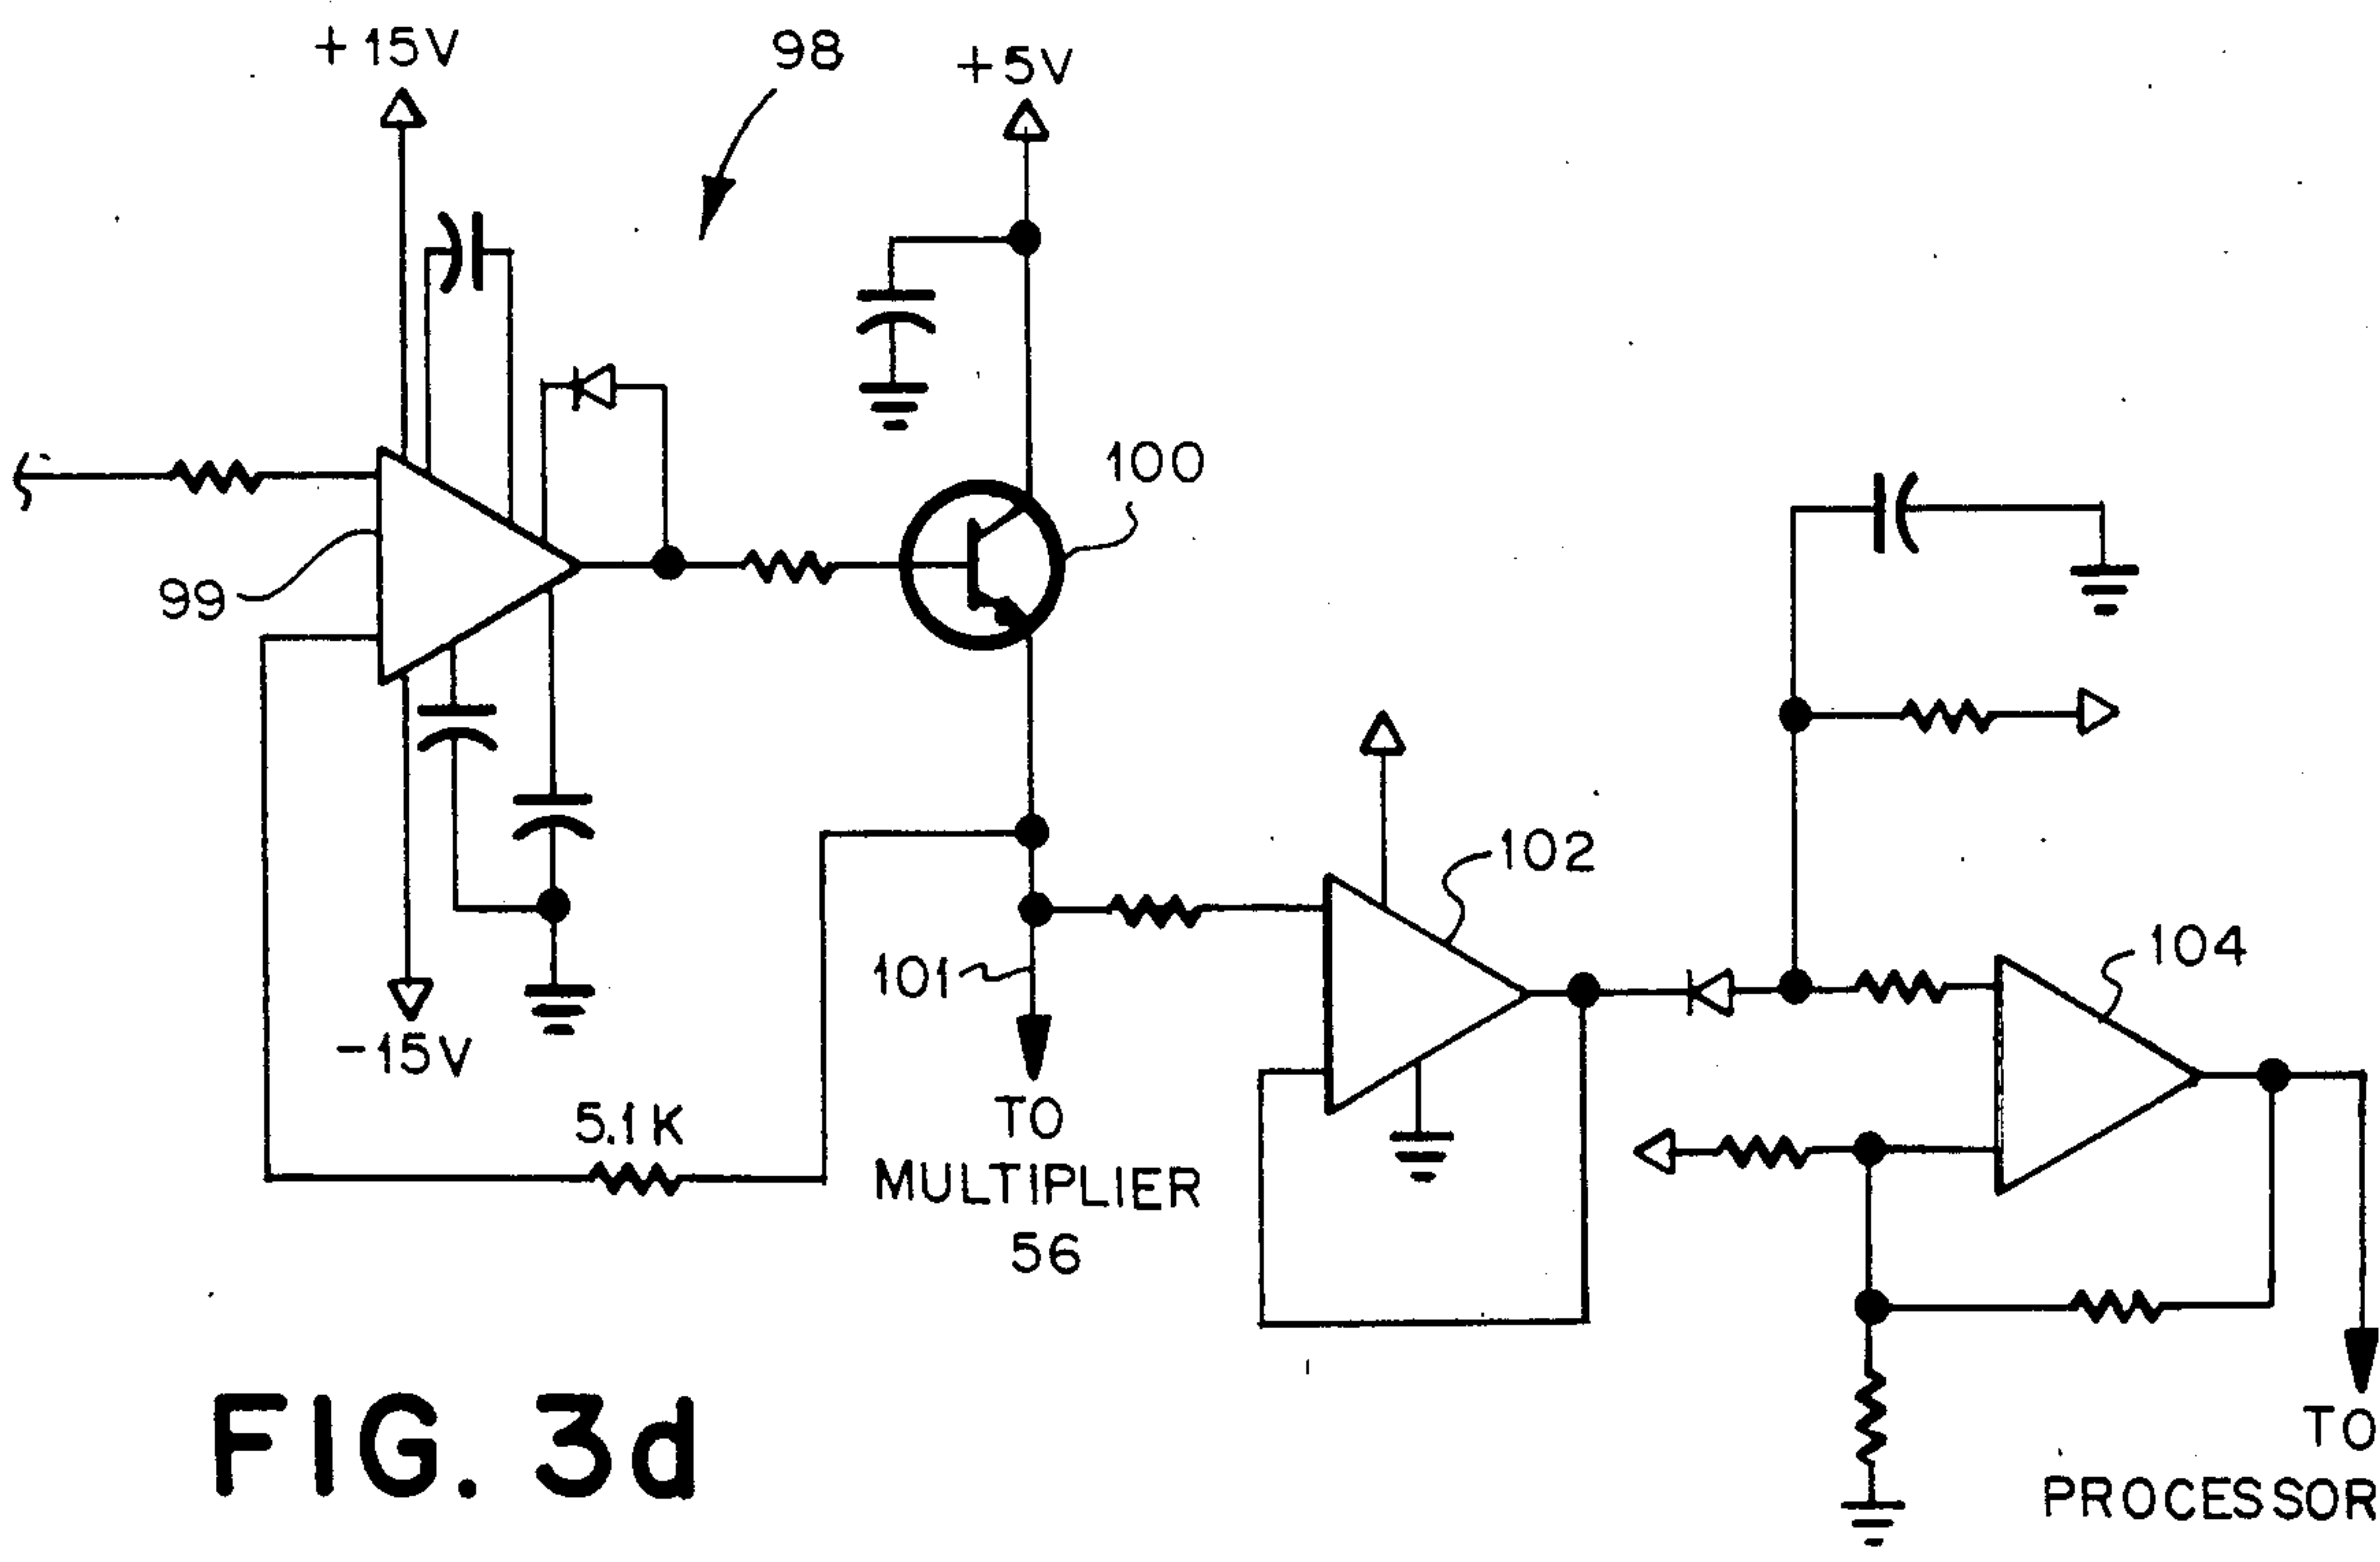 +15V
98
+5V
100
99
102
104
101
-15V
5.1K
TO
MULTIPLIER
56
TO
PROCESSOR
FIG. 3d